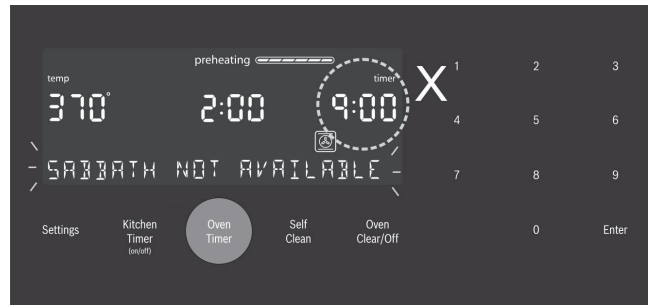 preheating
temp
timer
X
370°
2:00
9:00
SABBATH NOT AVAILABLE
Settings
Kitchen
Timer
(on/off)
Oven
Timer
Self
Clean
Oven
Clear/Off
1 2 3
4 5 6
7 8 9
0 Enter